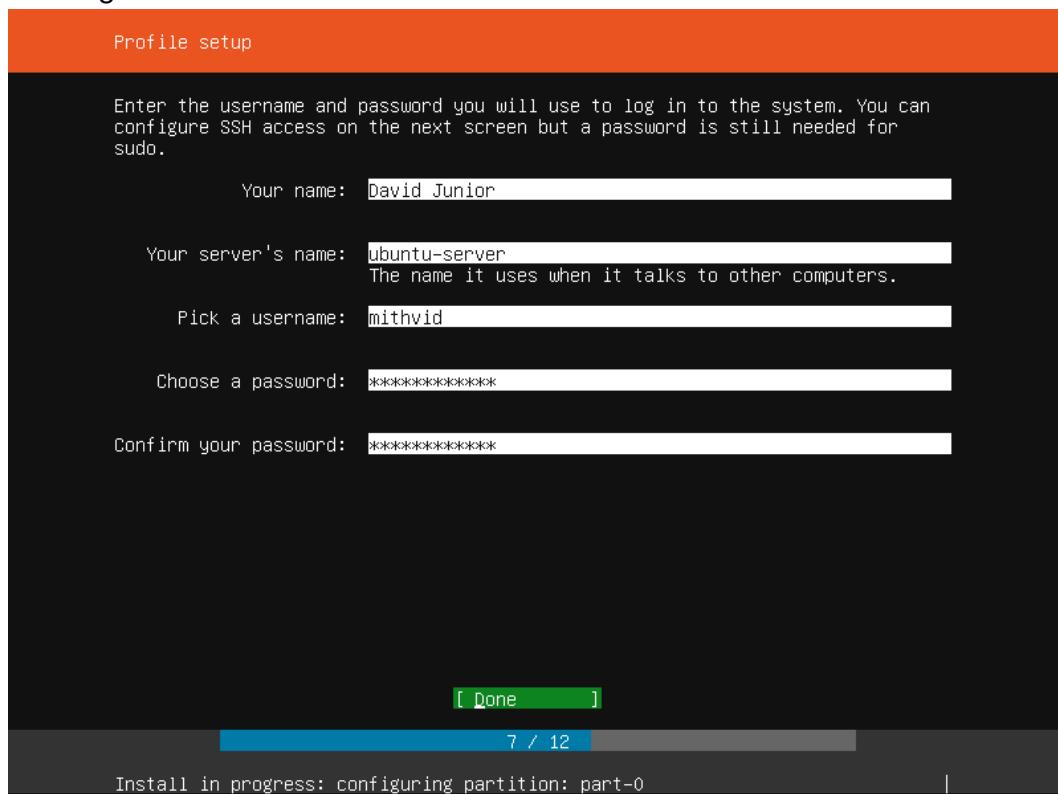 Profile setup
Enter the username and password you will use to log in to the system. You can
configure SSH access on the next screen but a password is still needed for
sudo.
Your name: David Junior
Your server's name: ubuntu-server
The name it uses when it talks to other computers.
Pick a username: mithvid
Choose a password: ************
Confirm your password: ************
[ Done ]
7 / 12
Install in progress: configuring partition: part-0 |